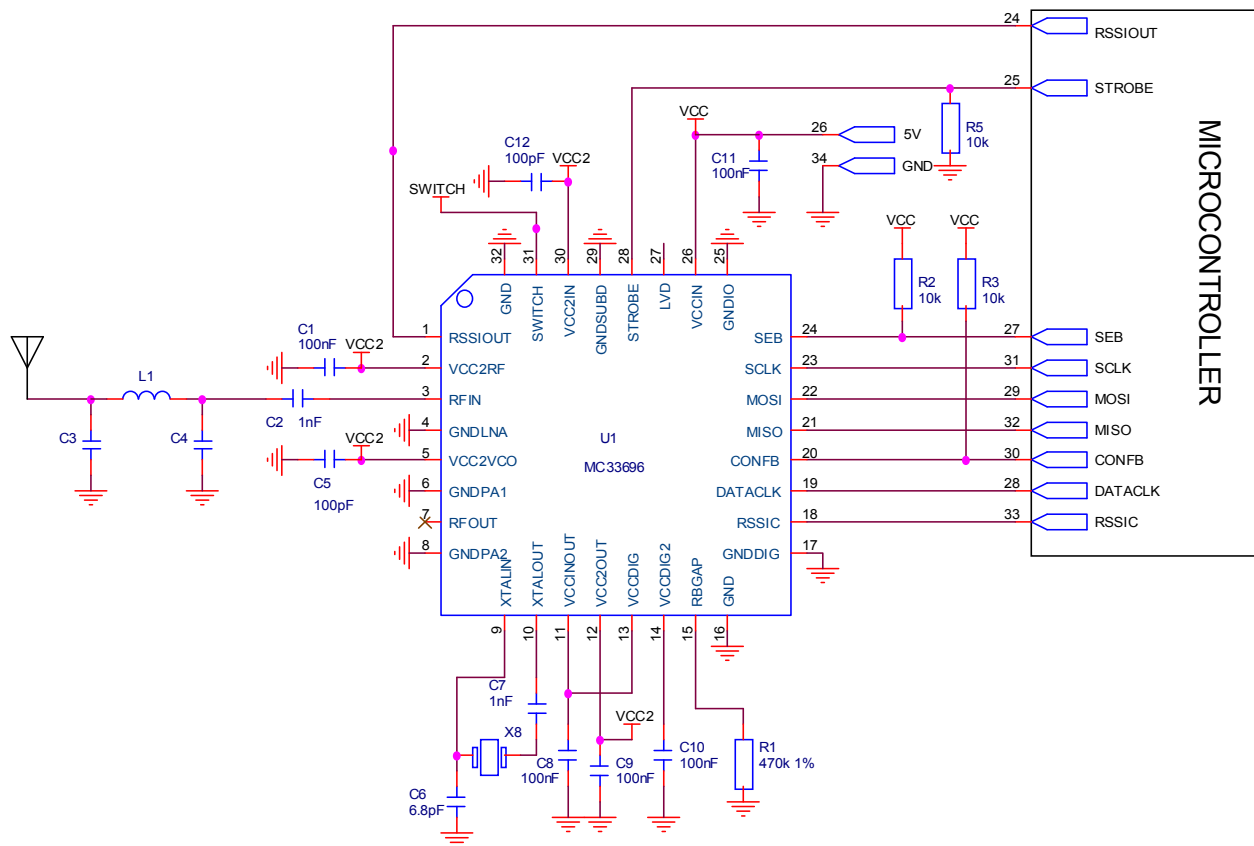 24
RSSIOUT
25
STROBE
VCC
26
5V
R5
10k
C12
100pF
VCC2
C11
100nF
34
GND
SWITCH
MICROCONTROLLER
VCC
VCC
32
31
30
29
28
27
26
25
R2
10k
R3
10k
GND
SWITCH
VCC2IN
GNDSUBD
STROBE
LVD
VCCIN
GNDIO
C1
100nF
VCC2
1
RSSIOUT
SEB
24
27
SEB
2
VCC2RF
SCLK
23
31
SCLK
L1
3
RFIN
MOSI
22
29
MOSI
C2
1nF
C3
C4
4
GNDLNA
U1
MISO
21
32
MISO
VCC2
5
VCC2VCO
MC33696
CONFB
20
30
CONFB
C5
100pF
6
GNDPA1
DATACLK
19
28
DATACLK
7
RFOUT
RSSIC
18
33
RSSIC
8
GNDPA2
GNDDIG
17
XTALIN
XTALOUT
VCCINOUT
VCC2OUT
VCCDIG
VCCDIG2
RBGAP
GND
9
10
11
12
13
14
15
16
C7
1nF
X8
VCC2
C8
100nF
C9
100nF
C10
100nF
R1
470k 1%
C6
6.8pF